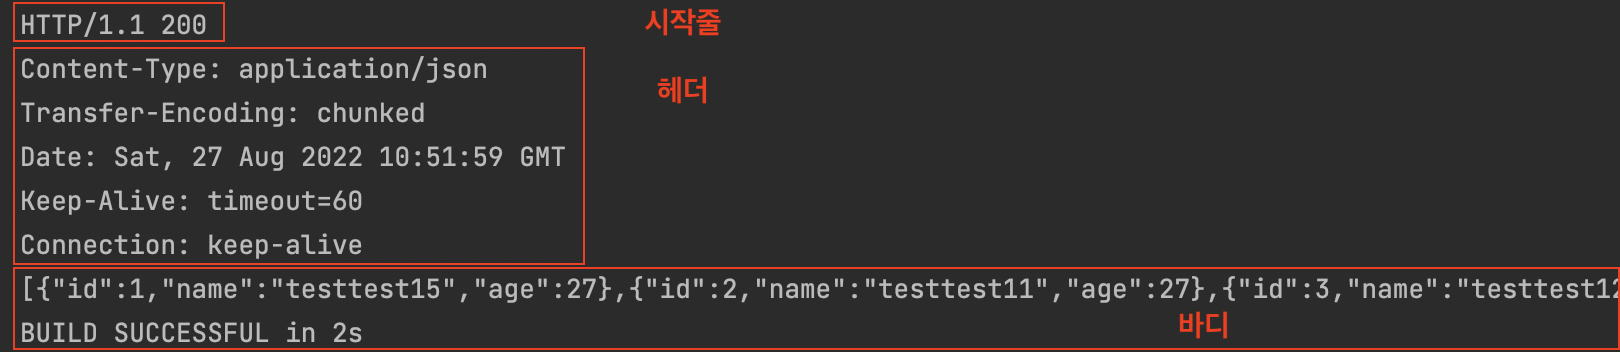 HTTP/1.1 200
시작줄
Content-Type: application/json
헤더
Transfer-Encoding: chunked
Date: Sat, 27 Aug 2022 10:51:59 GMT
Keep-Alive: timeout=60
Connection: keep-alive
[{"id":1,"name":"testtest15","age":27},{"id":2,"name":"testtest11","age":27},{"id":3,"name":"testtest12
BUILD SUCCESSFUL in 2s
바디